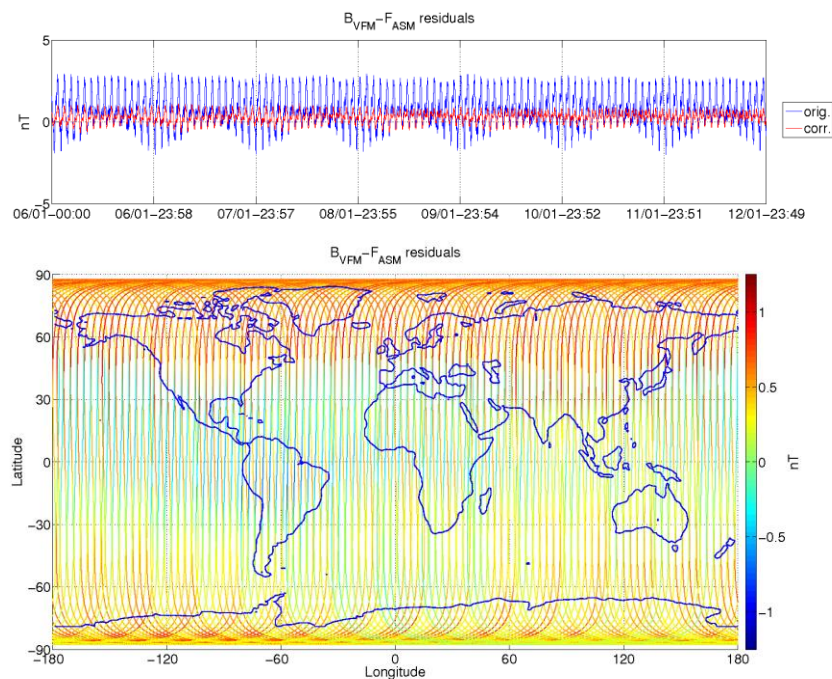 B_VFM−F_ASM residuals
5
0
−5
nT
06/01−00:00 06/01−23:58 07/01−23:57 08/01−23:55 09/01−23:54 10/01−23:52 11/01−23:51 12/01−23:49
orig.
corr.
B_VFM−F_ASM residuals
90
60
30
0
−30
−60
−90
Latitude
−180 −120 −60 0 60 120 180
Longitude
1
0.5
0
−0.5
−1
nT